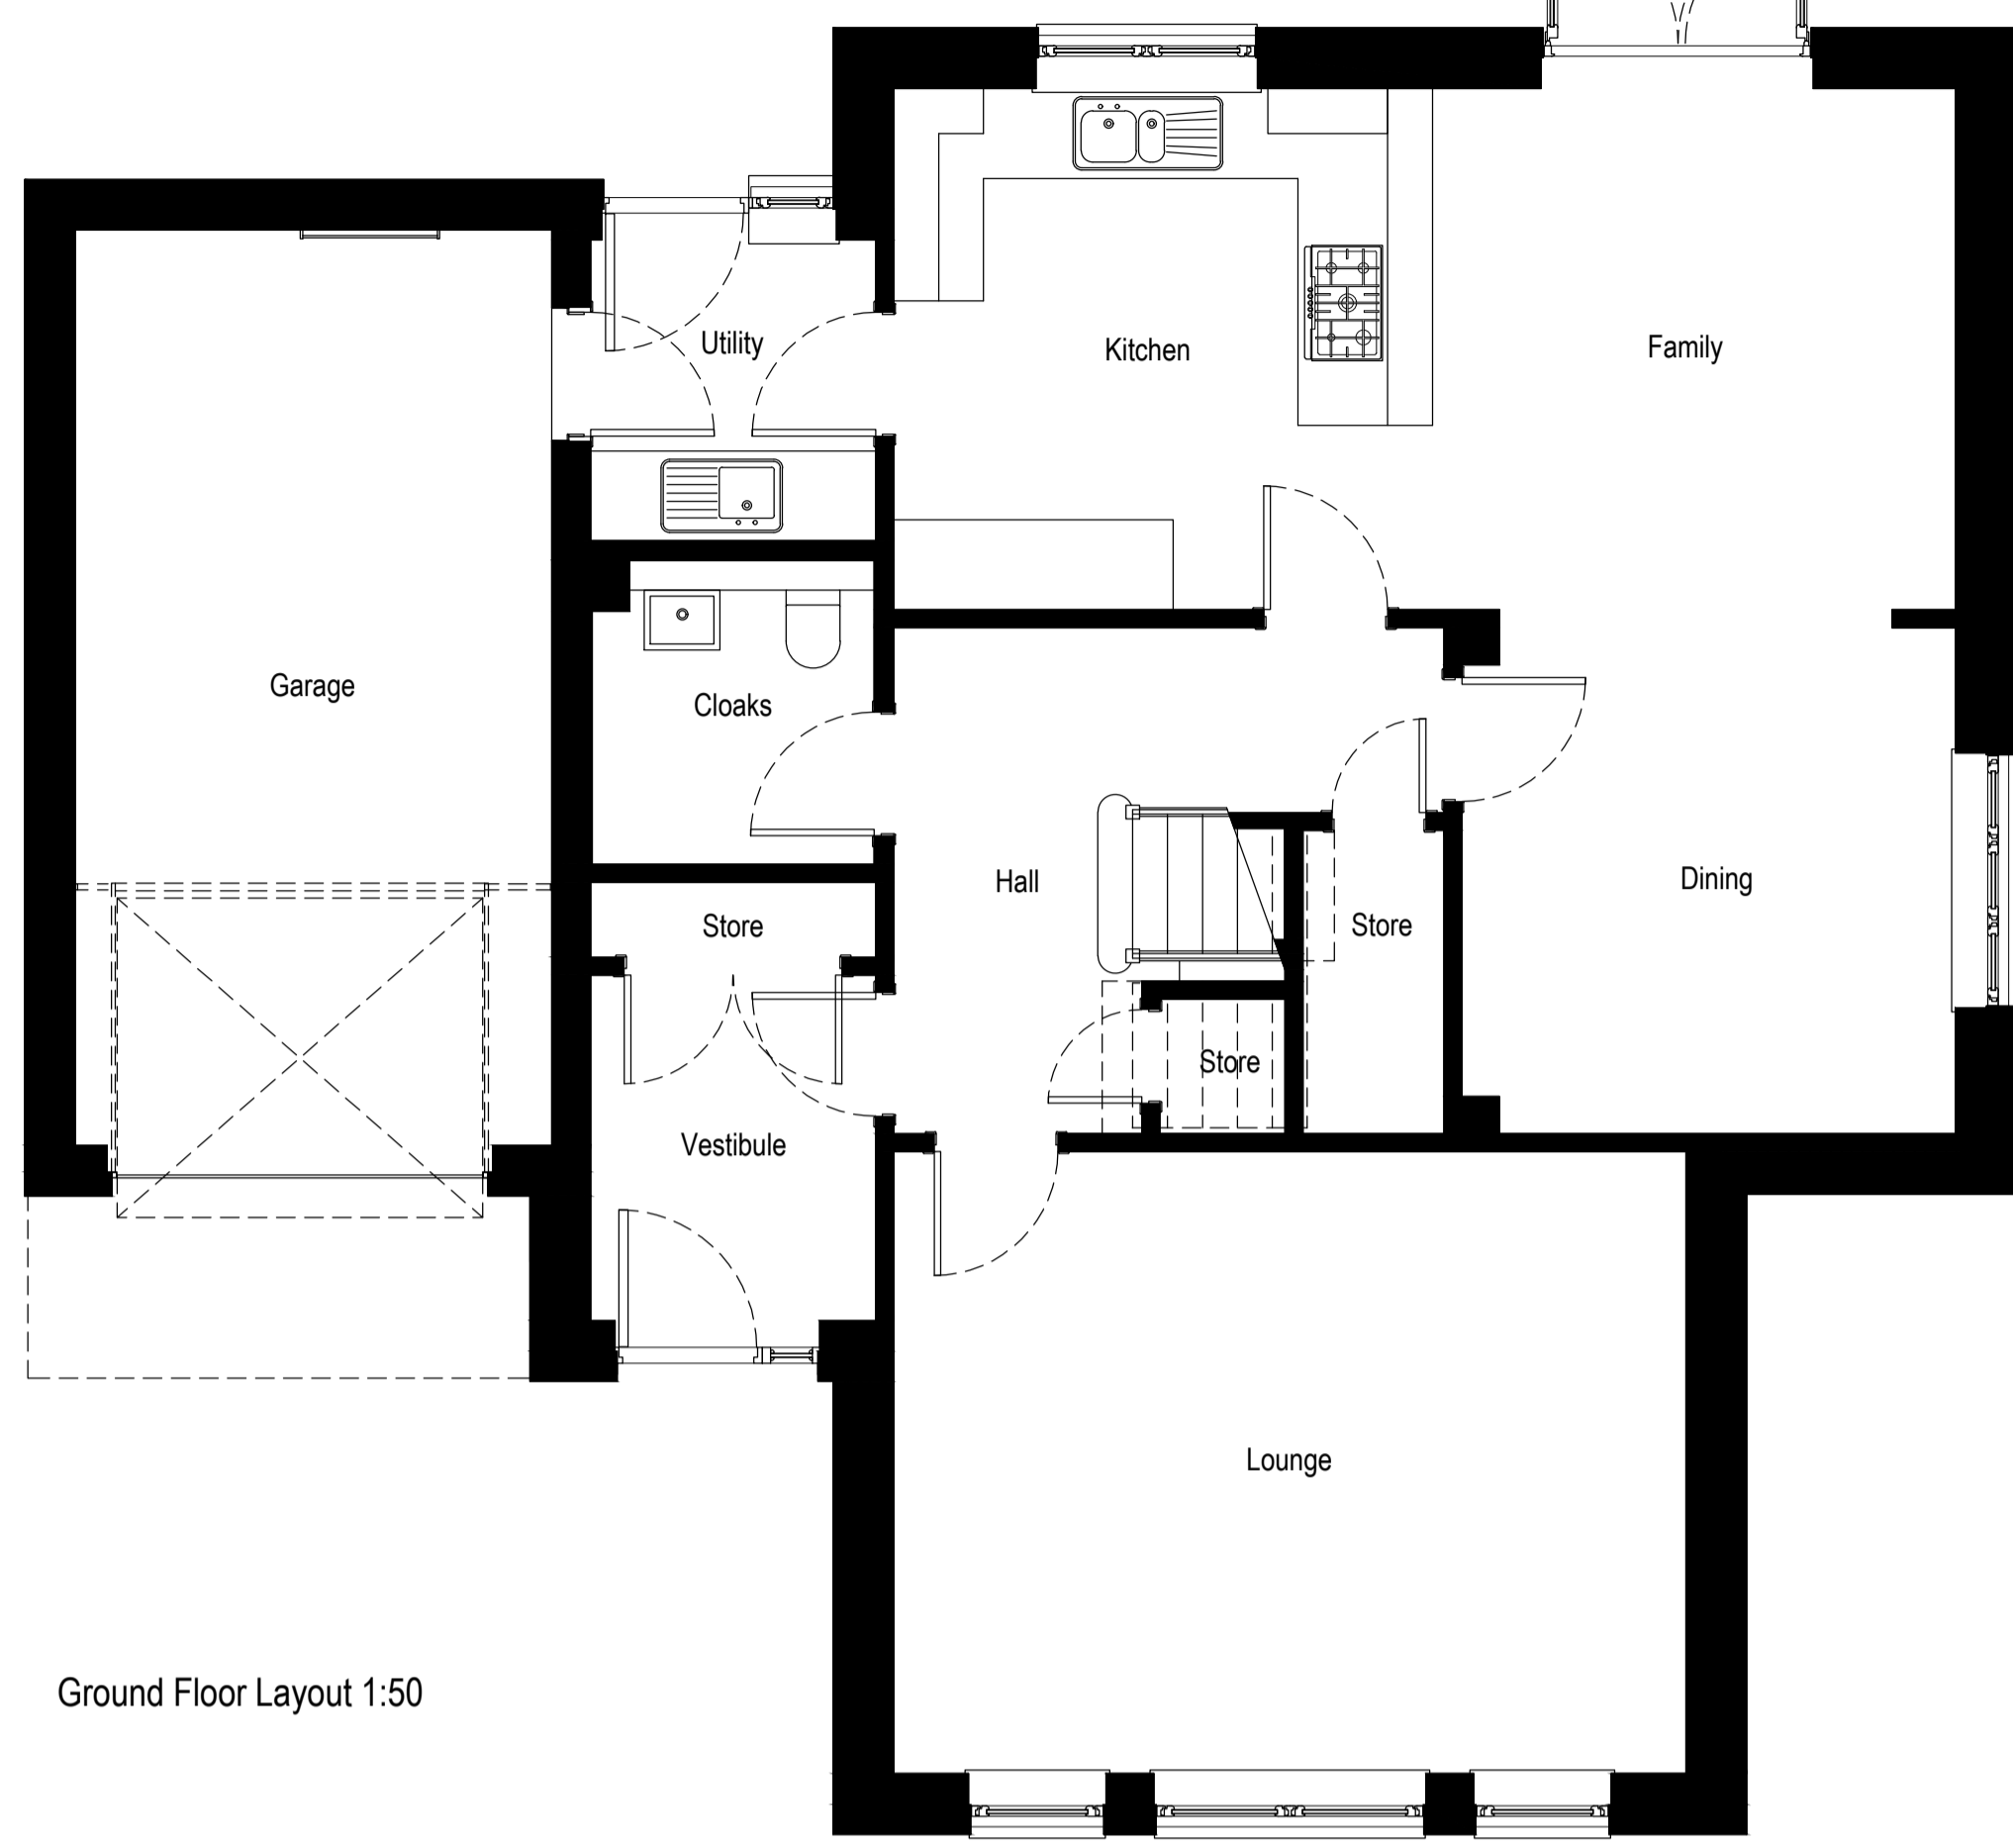 Utility
Kitchen
Family
Garage
Cloaks
Hall
Dining
Store
Store
Store
Vestibule
Lounge
Ground Floor Layout 1:50